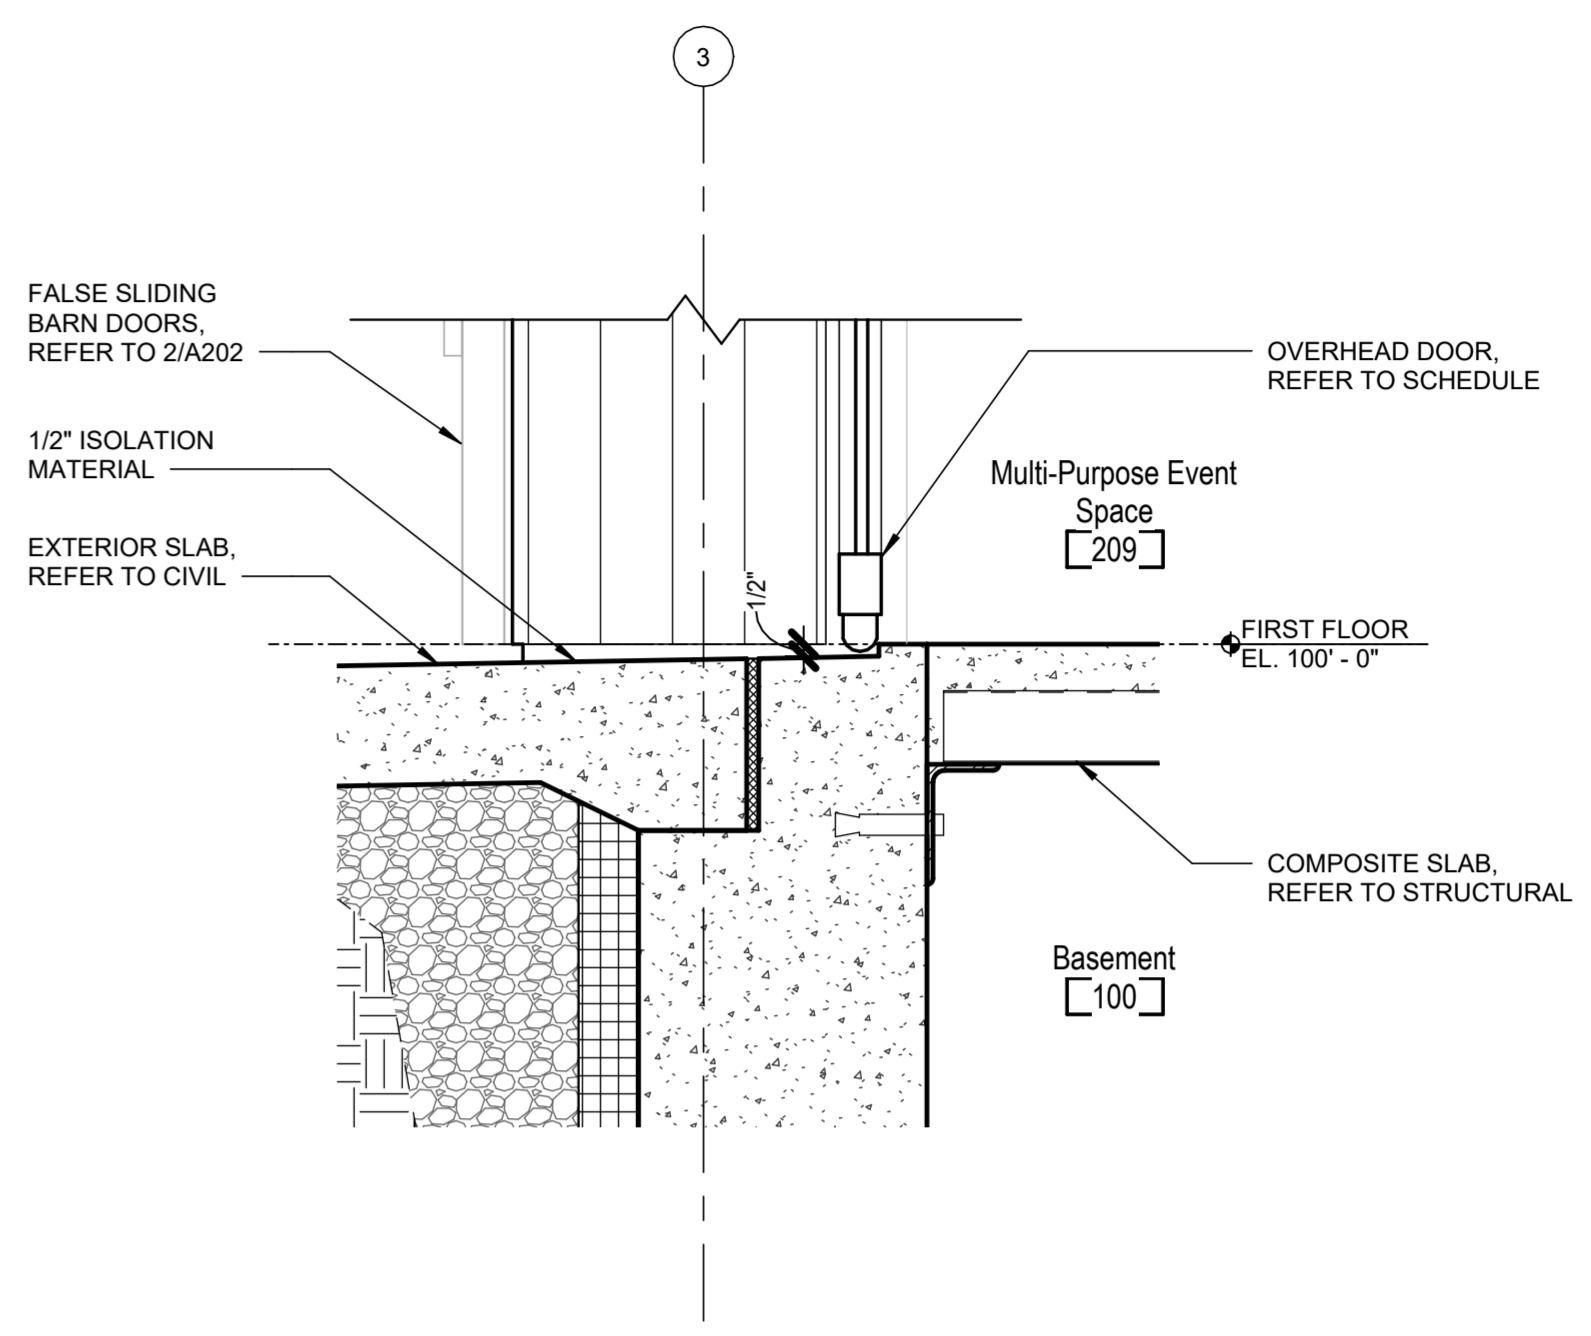 3
FALSE SLIDING
BARN DOORS,
REFER TO 2/A202
OVERHEAD DOOR,
REFER TO SCHEDULE
1/2" ISOLATION
MATERIAL
Multi-Purpose Event
Space
209
EXTERIOR SLAB,
REFER TO CIVIL
1/2"
FIRST FLOOR
EL. 100' - 0"
COMPOSITE SLAB,
REFER TO STRUCTURAL
Basement
100